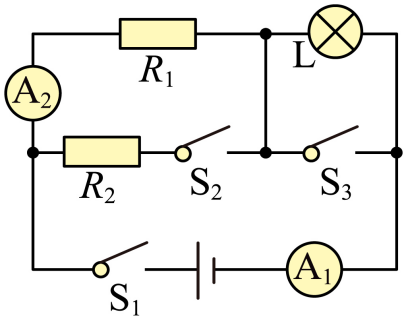 L
R₁
A₂
R₂
S₂
S₃
S₁
A₁